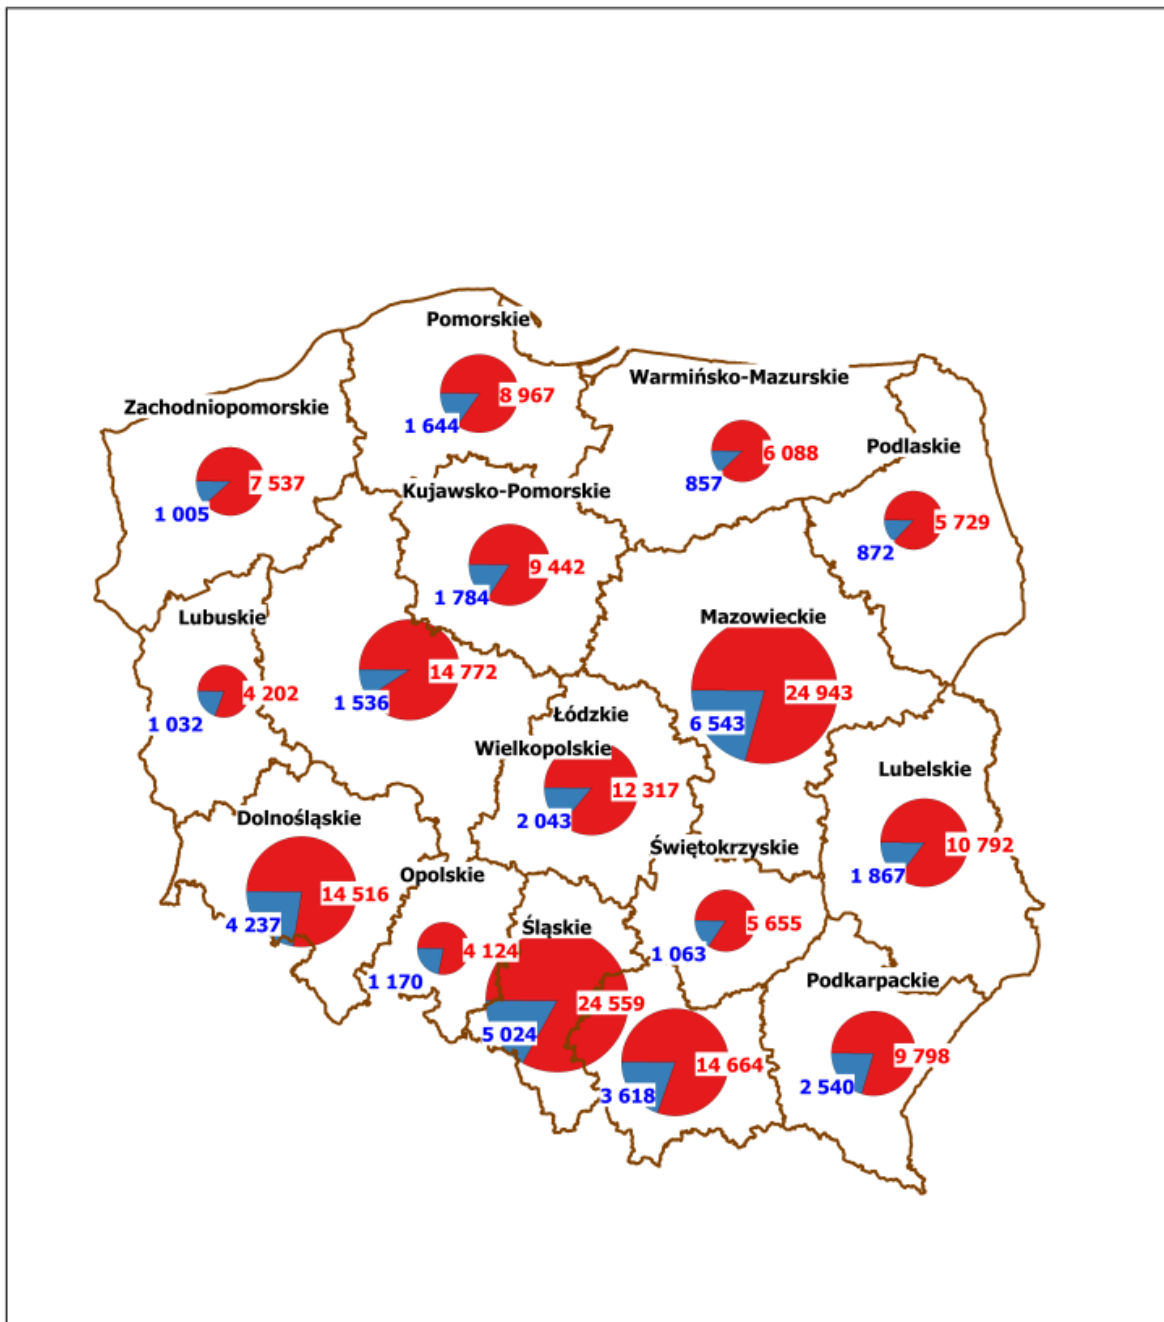 Pomorskie
8 967
1 644
Warmińsko-Mazurskie
6 088
857
Zachodniopomorskie
7 537
1 005
Podlaskie
5 729
872
Kujawsko-Pomorskie
9 442
1 784
Lubuskie
4 202
1 032
14 772
1 536
Mazowieckie
24 943
6 543
Łódzkie
Wielkopolskie
12 317
2 043
Lubelskie
10 792
1 867
Dolnośląskie
14 516
4 237
Opolskie
4 124
1 170
Świętokrzyskie
5 655
1 063
Śląskie
24 559
5 024
14 664
3 618
Podkarpackie
9 798
2 540